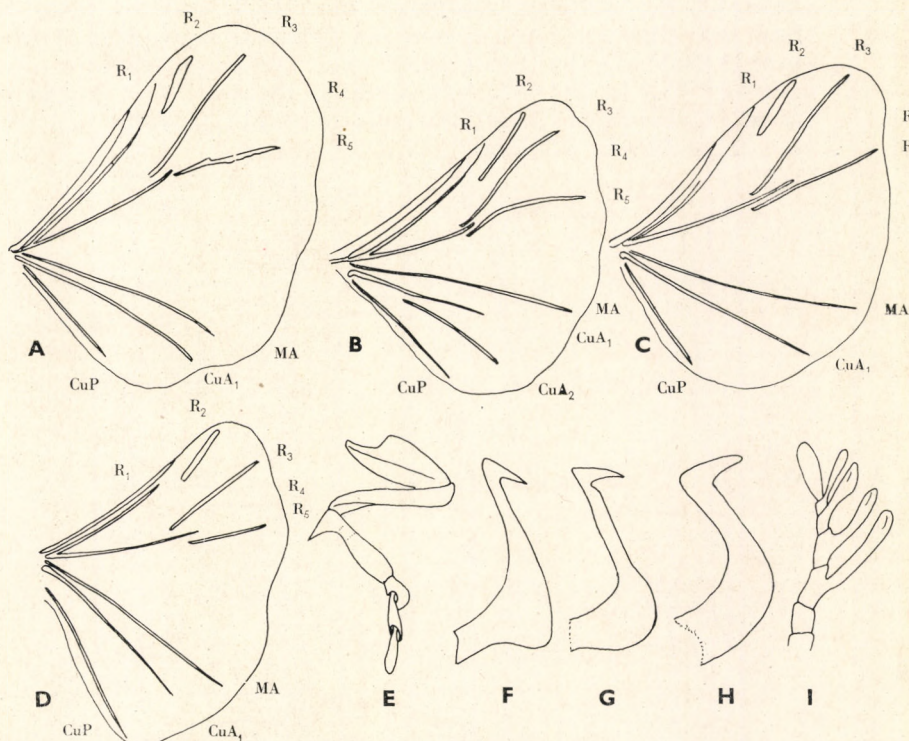 R₂
R₃
R₁
R₄
R₅
A
MA
CuP
CuA₁
R₂
R₁
R₃
R₄
R₅
B
MA
CuA₁
CuP
CuA₂
R₂
R₃
R₁
C
MA
CuA₁
CuP
R₂
R₁
R₃
R₄
R₅
D
MA
CuP
CuA₁
E
F
G
H
I